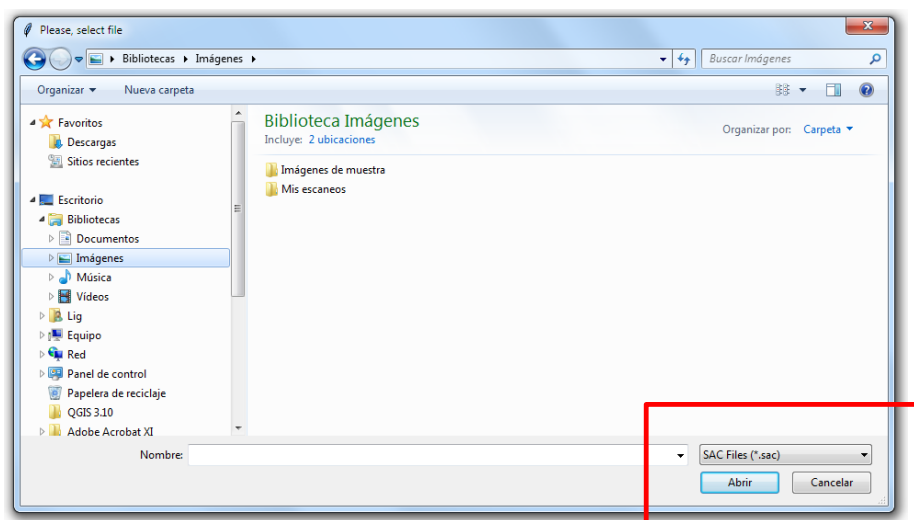 Please, select file
Bibliotecas Imágenes
Buscar Imágenes
Organizar Nueva carpeta
Favoritos
Descargas
Sitios recientes
Escritorio
Bibliotecas
Documentos
Imágenes
Música
Vídeos
Lig
Equipo
Red
Panel de control
Papelera de reciclaje
QGIS 3.10
Adobe Acrobat XI
Biblioteca Imágenes
Incluye: 2 ubicaciones
Organizar por: Carpeta
Imágenes de muestra
Mis escaneos
Nombre:
SAC Files (*.sac)
Abrir Cancelar